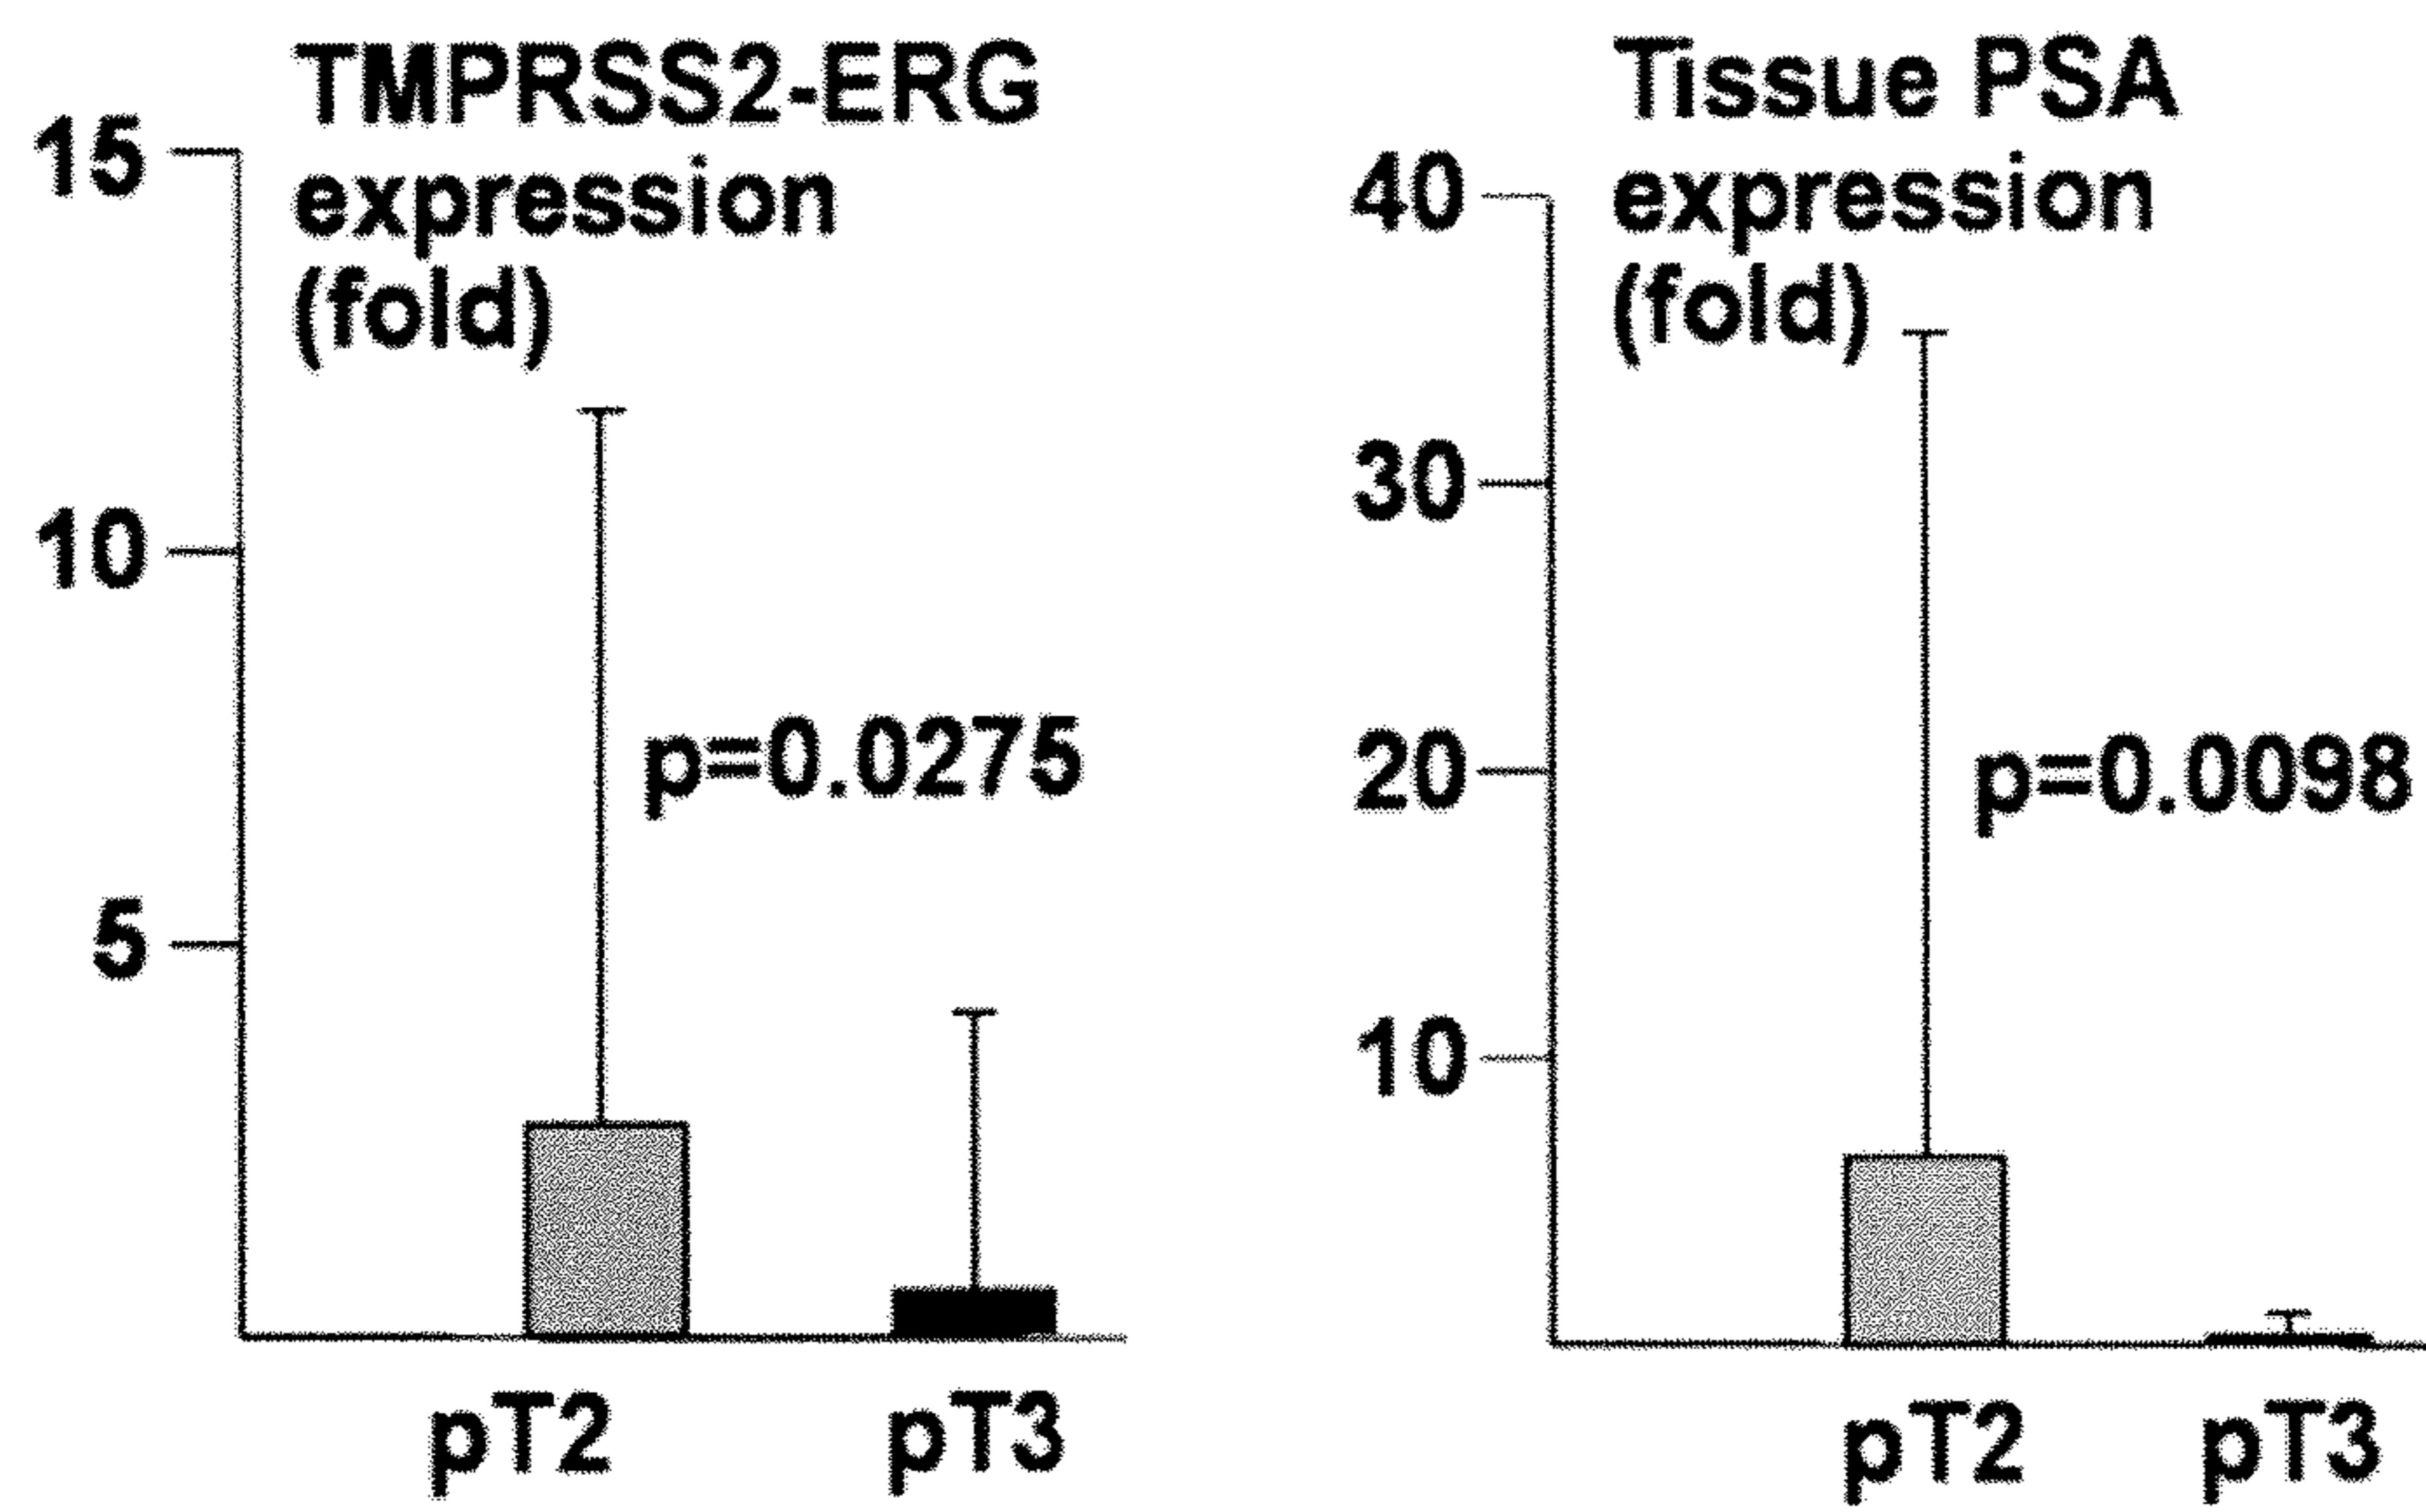 TMPRSS2-ERG
expression
(fold)
15
10
5
p=0.0275
pT2 pT3
Tissue PSA
expression
(fold)
40
30
20
10
p=0.0098
pT2 pT3